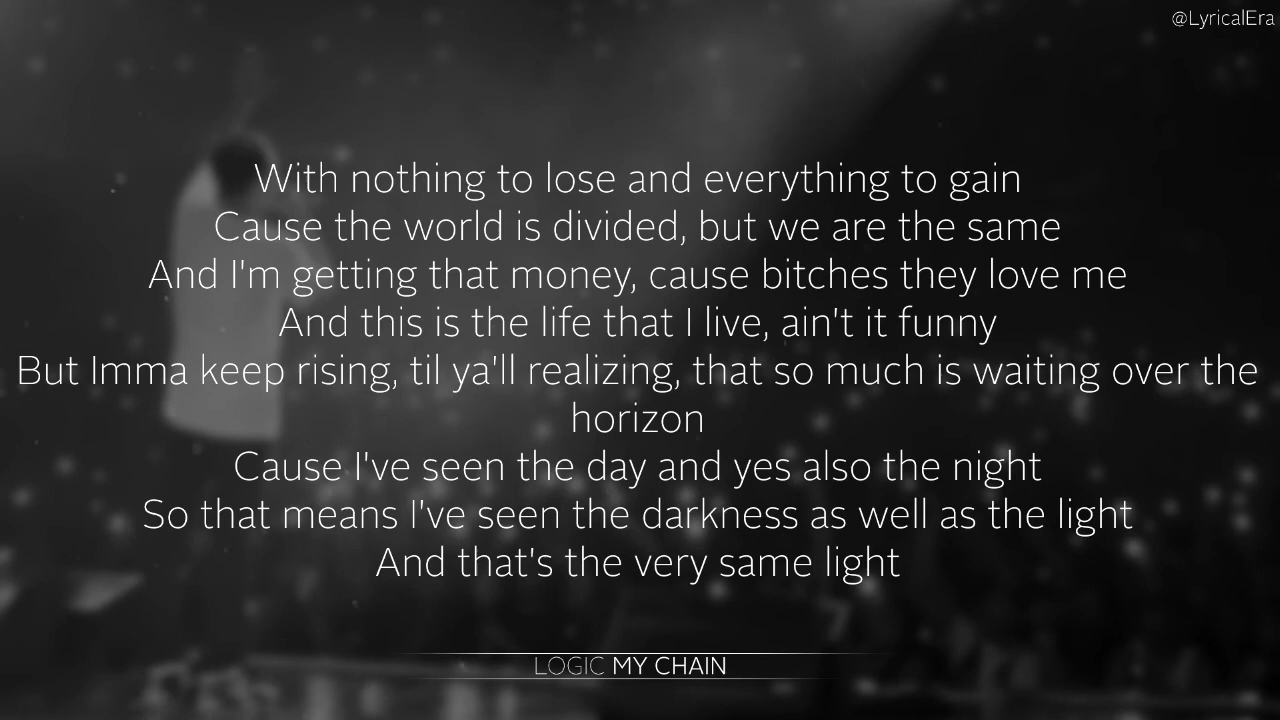 @LyricalEra
With nothing to lose and everything to gain
Cause the world is divided, but we are the same
And I'm getting that money, cause bitches they love me
And this is the life that I live, ain't it funny
But Imma keep rising, til ya'll realizing, that so much is waiting over the
horizon
Cause I've seen the day and yes also the night
So that means I've seen the darkness as well as the light
And that's the very same light
LOGIC MY CHAIN